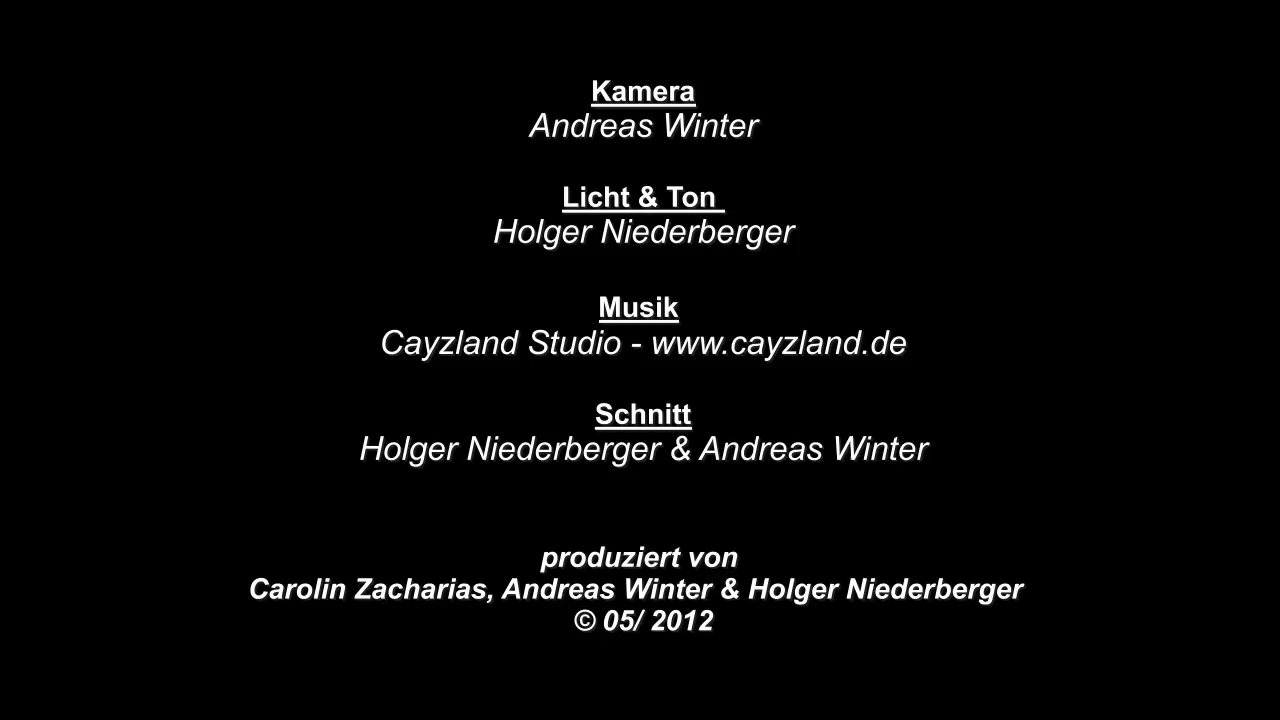 Kamera
Andreas Winter
Licht & Ton
Holger Niederberger
Musik
Cayzland Studio - www.cayzland.de
Schnitt
Holger Niederberger & Andreas Winter
produziert von
Carolin Zacharias, Andreas Winter & Holger Niederberger
© 05/ 2012